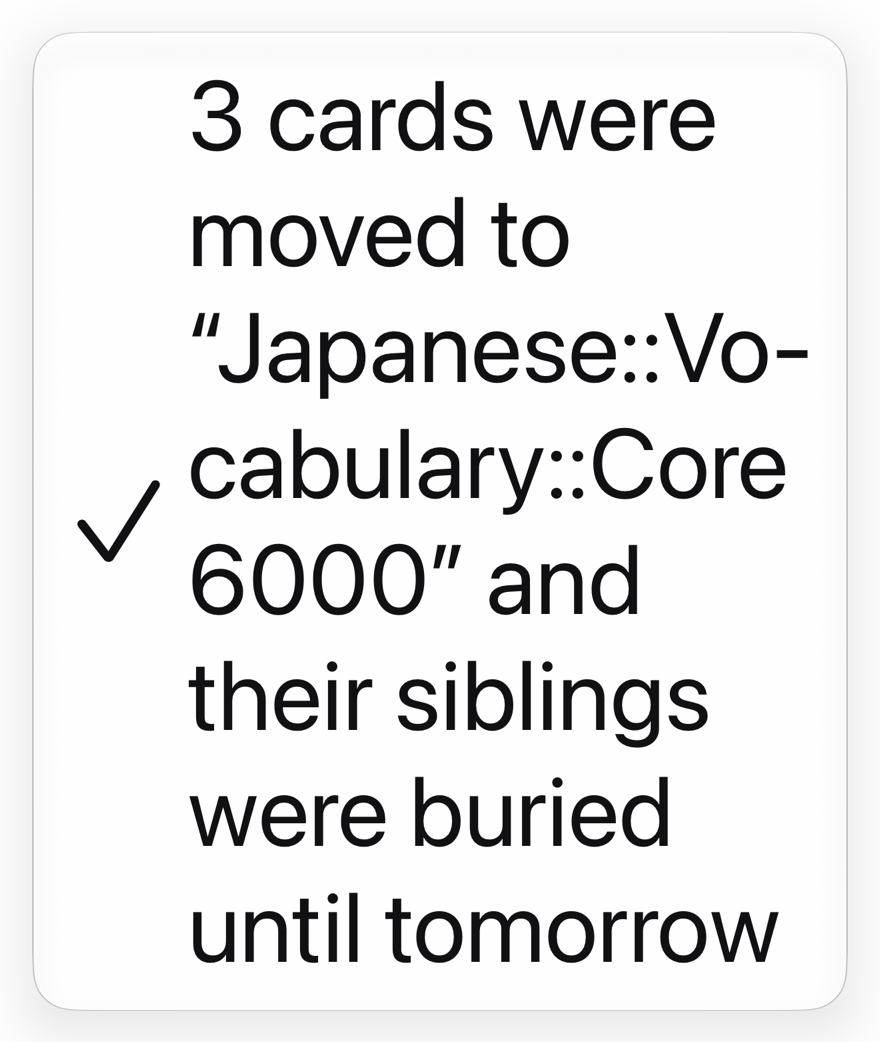 3 cards were
moved to
“Japanese::Vo-
cabulary::Core
6000” and
their siblings
were buried
until tomorrow